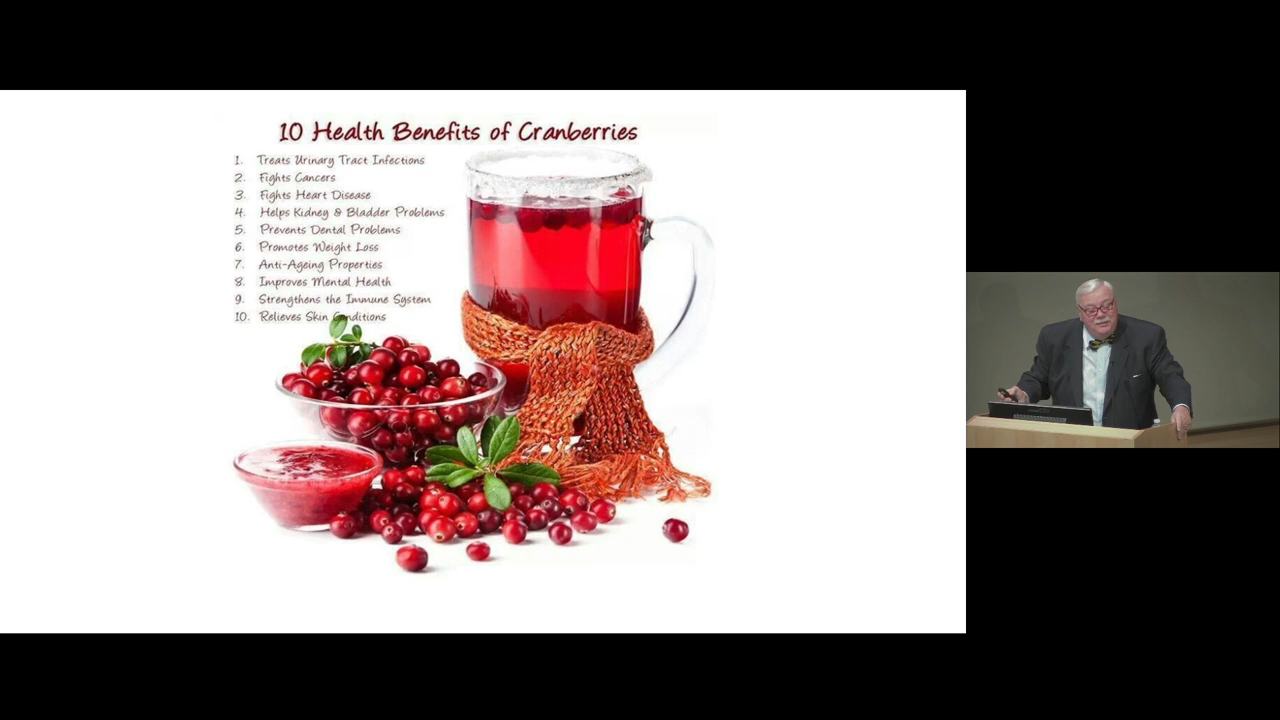 10 Health Benefits of Cranberries
1. Treats Urinary Tract Infections
2. Fights Cancers
3. Fights Heart Disease
4. Helps Kidney & Bladder Problems
5. Prevents Dental Problems
6. Promotes Weight Loss
7. Anti-Ageing Properties
8. Improves Mental Health
9. Strengthens the Immune System
10. Relieves Skin Conditions